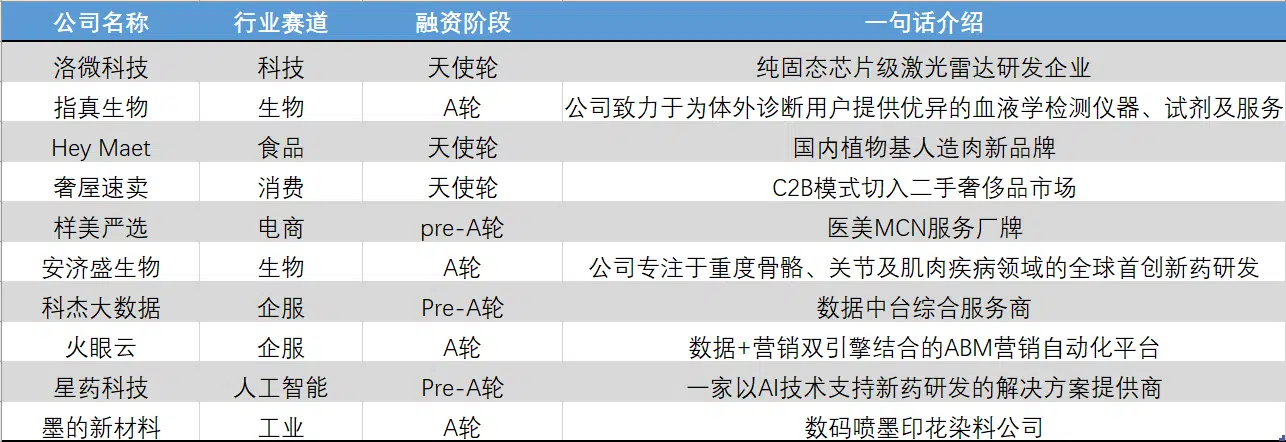 公司名称 行业赛道 融资阶段 一句话介绍
洛微科技 科技 天使轮 纯固态芯片级激光雷达研发企业
指真生物 生物 A轮 公司致力于为体外诊断用户提供优异的血液学检测仪器、试剂及服务
Hey Maet 食品 天使轮 国内植物基人造肉新品牌
奢屋速卖 消费 天使轮 C2B模式切入二手奢侈品市场
样美严选 电商 pre-A轮 医美MCN服务厂牌
安济盛生物 生物 A轮 公司专注于重度骨骼、关节及肌肉疾病领域的全球首创新药研发
科杰大数据 企服 Pre-A轮 数据中台综合服务商
火眼云 企服 A轮 数据+营销双引擎结合的ABM营销自动化平台
星药科技 人工智能 Pre-A轮 一家以AI技术支持新药研发的解决方案提供商
墨的新材料 工业 A轮 数码喷墨印花染料公司